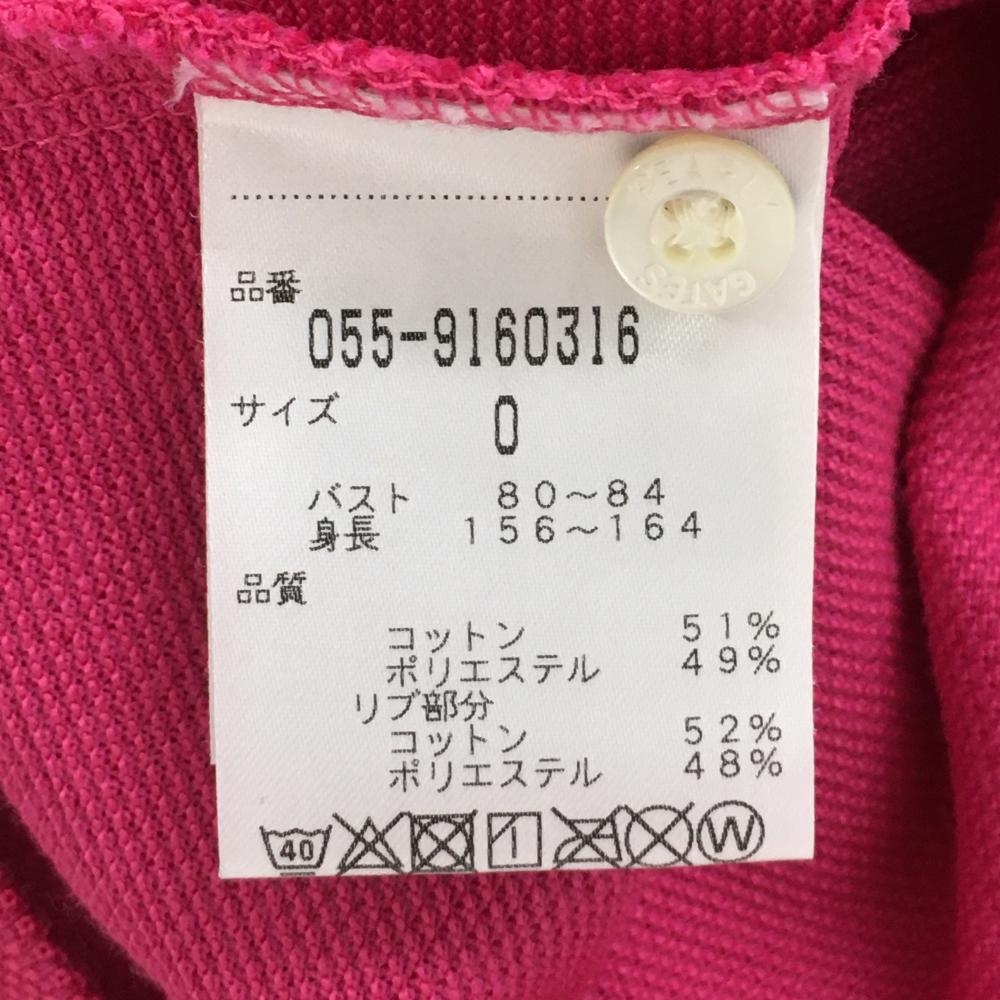 PEARLY
GATES
品番
055-9160316
サイズ 0
バスト 80～84
身長 156～164
品質
コットン 51%
ポリエステル 49%
リブ部分
コットン 52%
ポリエステル 48%
40 W